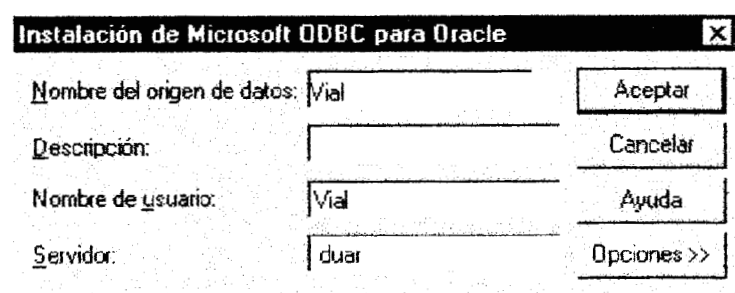 Instalación de Microsoft ODBC para Oracle
Nombre del origen de datos: Vial Aceptar
Descripción: Cancelar
Nombre de usuario: Vial Ayuda
Servidor: duar Opciones >>